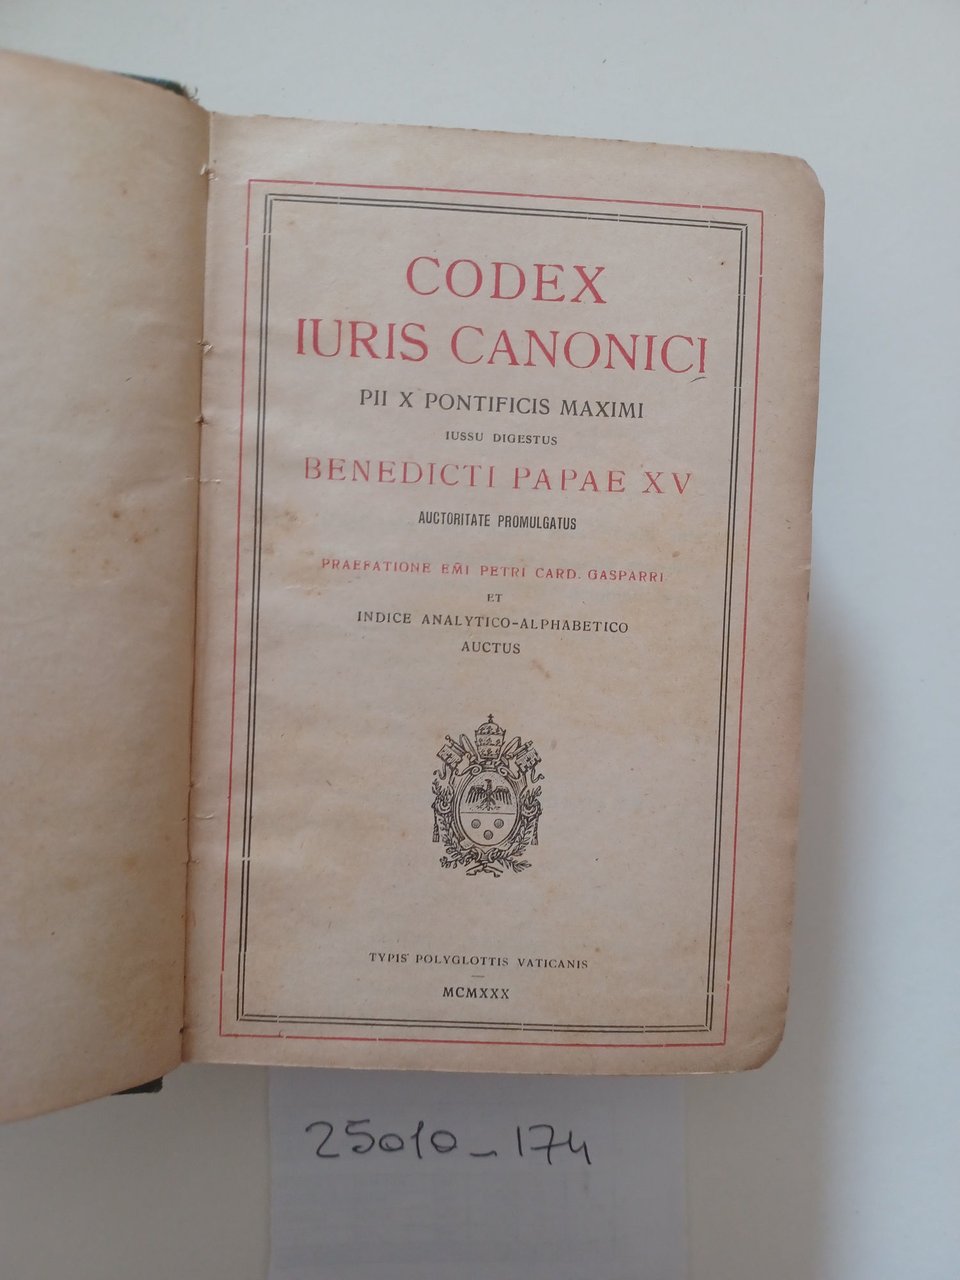 CODEX
IURIS CANONICI
PII X PONTIFICIS MAXIMI
IUSSU DIGESTUS
BENEDICTI PAPAE XV
AUCTORITATE PROMULGATUS
PRAEFATIONE EM̃I PETRI CARD. GASPARRI
ET
INDICE ANALYTICO-ALPHABETICO
AUCTUS
TYPIS POLYGLOTTIS VATICANIS
MCMXXX
25010_174